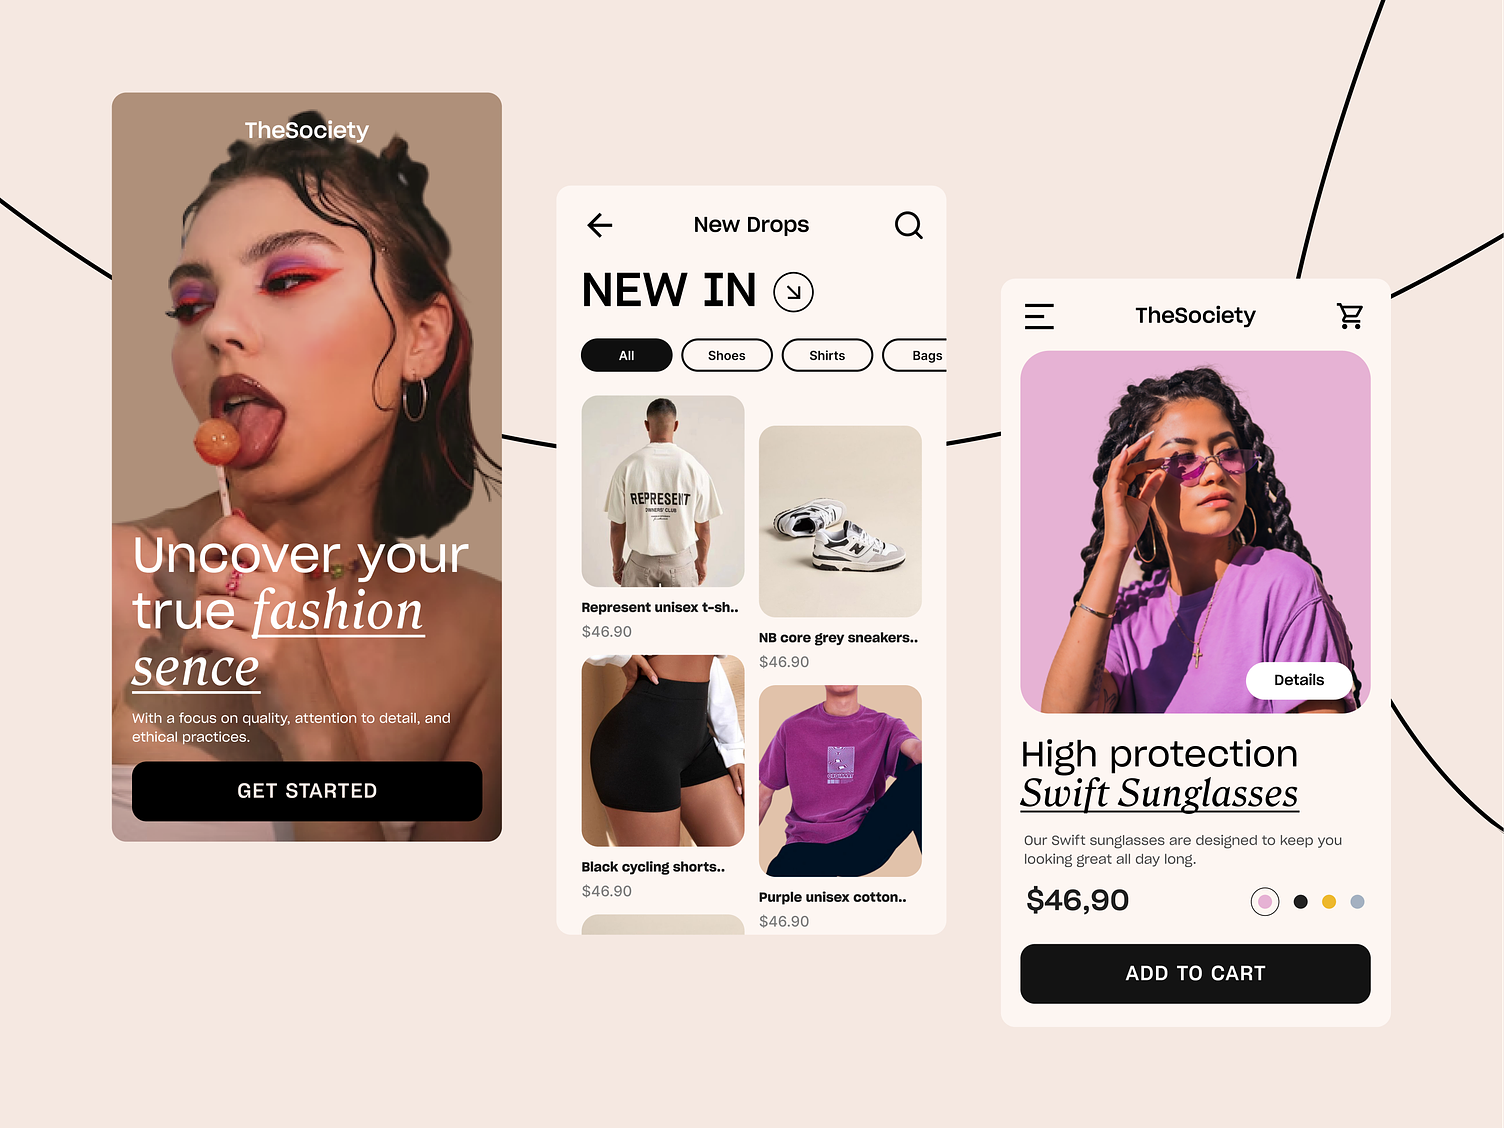 TheSociety
Uncover your
true fashion
sence
With a focus on quality, attention to detail, and
ethical practices.
GET STARTED
New Drops
NEW IN
All
Shoes
Shirts
Bags
REPRESENT
OWNERS' CLUB
Represent unisex t-sh..
$46.90
NB core grey sneakers..
$46.90
Black cycling shorts..
$46.90
Purple unisex cotton..
$46.90
TheSociety
Details
High protection
Swift Sunglasses
Our Swift sunglasses are designed to keep you
looking great all day long.
$46,90
ADD TO CART